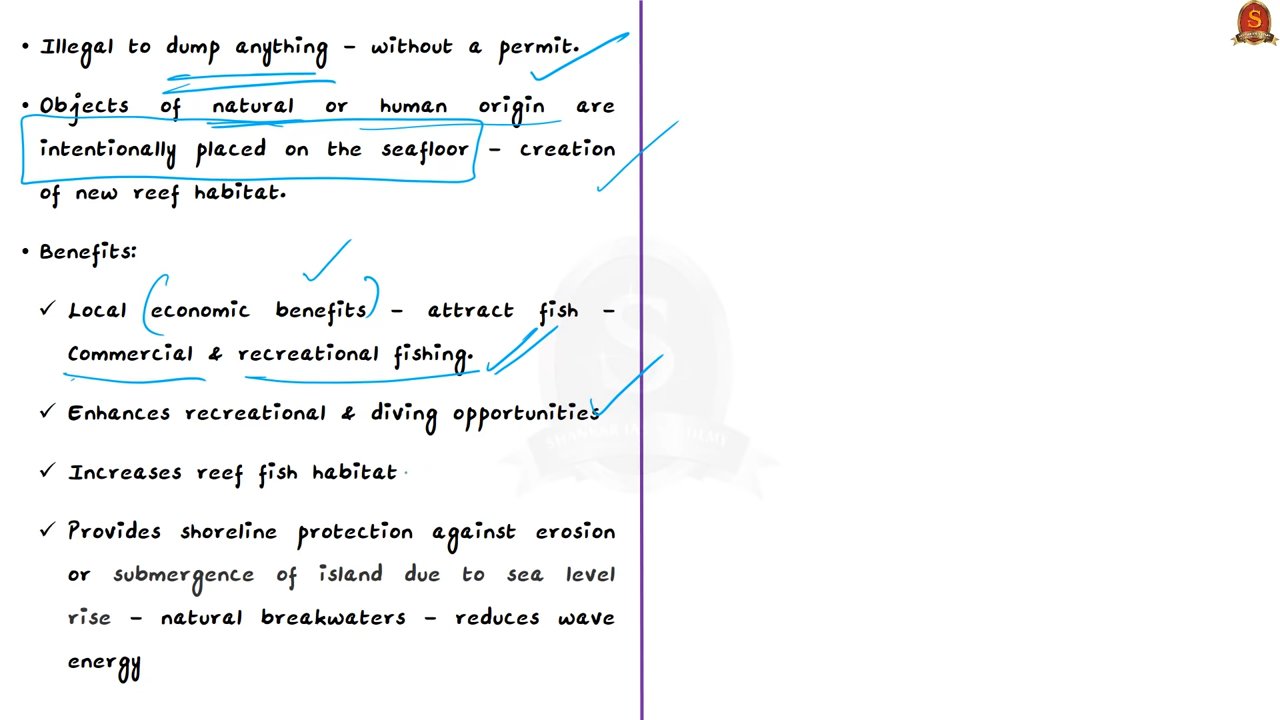 • Illegal to dump anything – without a permit.
• Objects of natural or human origin are
intentionally placed on the seafloor – creation
of new reef habitat.
• Benefits:
✓ Local economic benefits – attract fish –
Commercial & recreational fishing.
✓ Enhances recreational & diving opportunities
✓ Increases reef fish habitat
✓ Provides shoreline protection against erosion
or submergence of island due to sea level
rise – natural breakwaters – reduces wave
energy